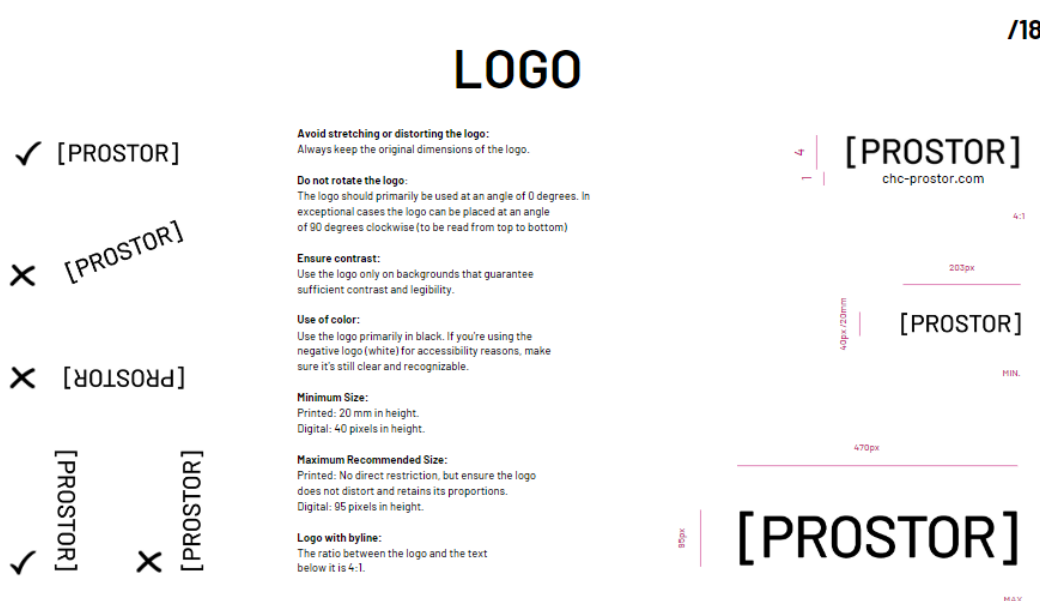 /18
LOGO
[PROSTOR]
[PROSTOR]
[PROSTOR]
[PROSTOR]
[PROSTOR]
Avoid stretching or distorting the logo:
Always keep the original dimensions of the logo.
Do not rotate the logo:
The logo should primarily be used at an angle of 0 degrees. In
exceptional cases the logo can be placed at an angle
of 90 degrees clockwise (to be read from top to bottom)
Ensure contrast:
Use the logo only on backgrounds that guarantee
sufficient contrast and legibility.
Use of color:
Use the logo primarily in black. If you're using the
negative logo (white) for accessibility reasons, make
sure it's still clear and recognizable.
Minimum Size:
Printed: 20 mm in height.
Digital: 40 pixels in height.
Maximum Recommended Size:
Printed: No direct restriction, but ensure the logo
does not distort and retains its proportions.
Digital: 95 pixels in height.
Logo with byline:
The ratio between the logo and the text
below it is 4:1.
4
1
[PROSTOR]
chc-prostor.com
4:1
203px
40px/20mm
[PROSTOR]
MIN.
470px
95px
[PROSTOR]
MAX